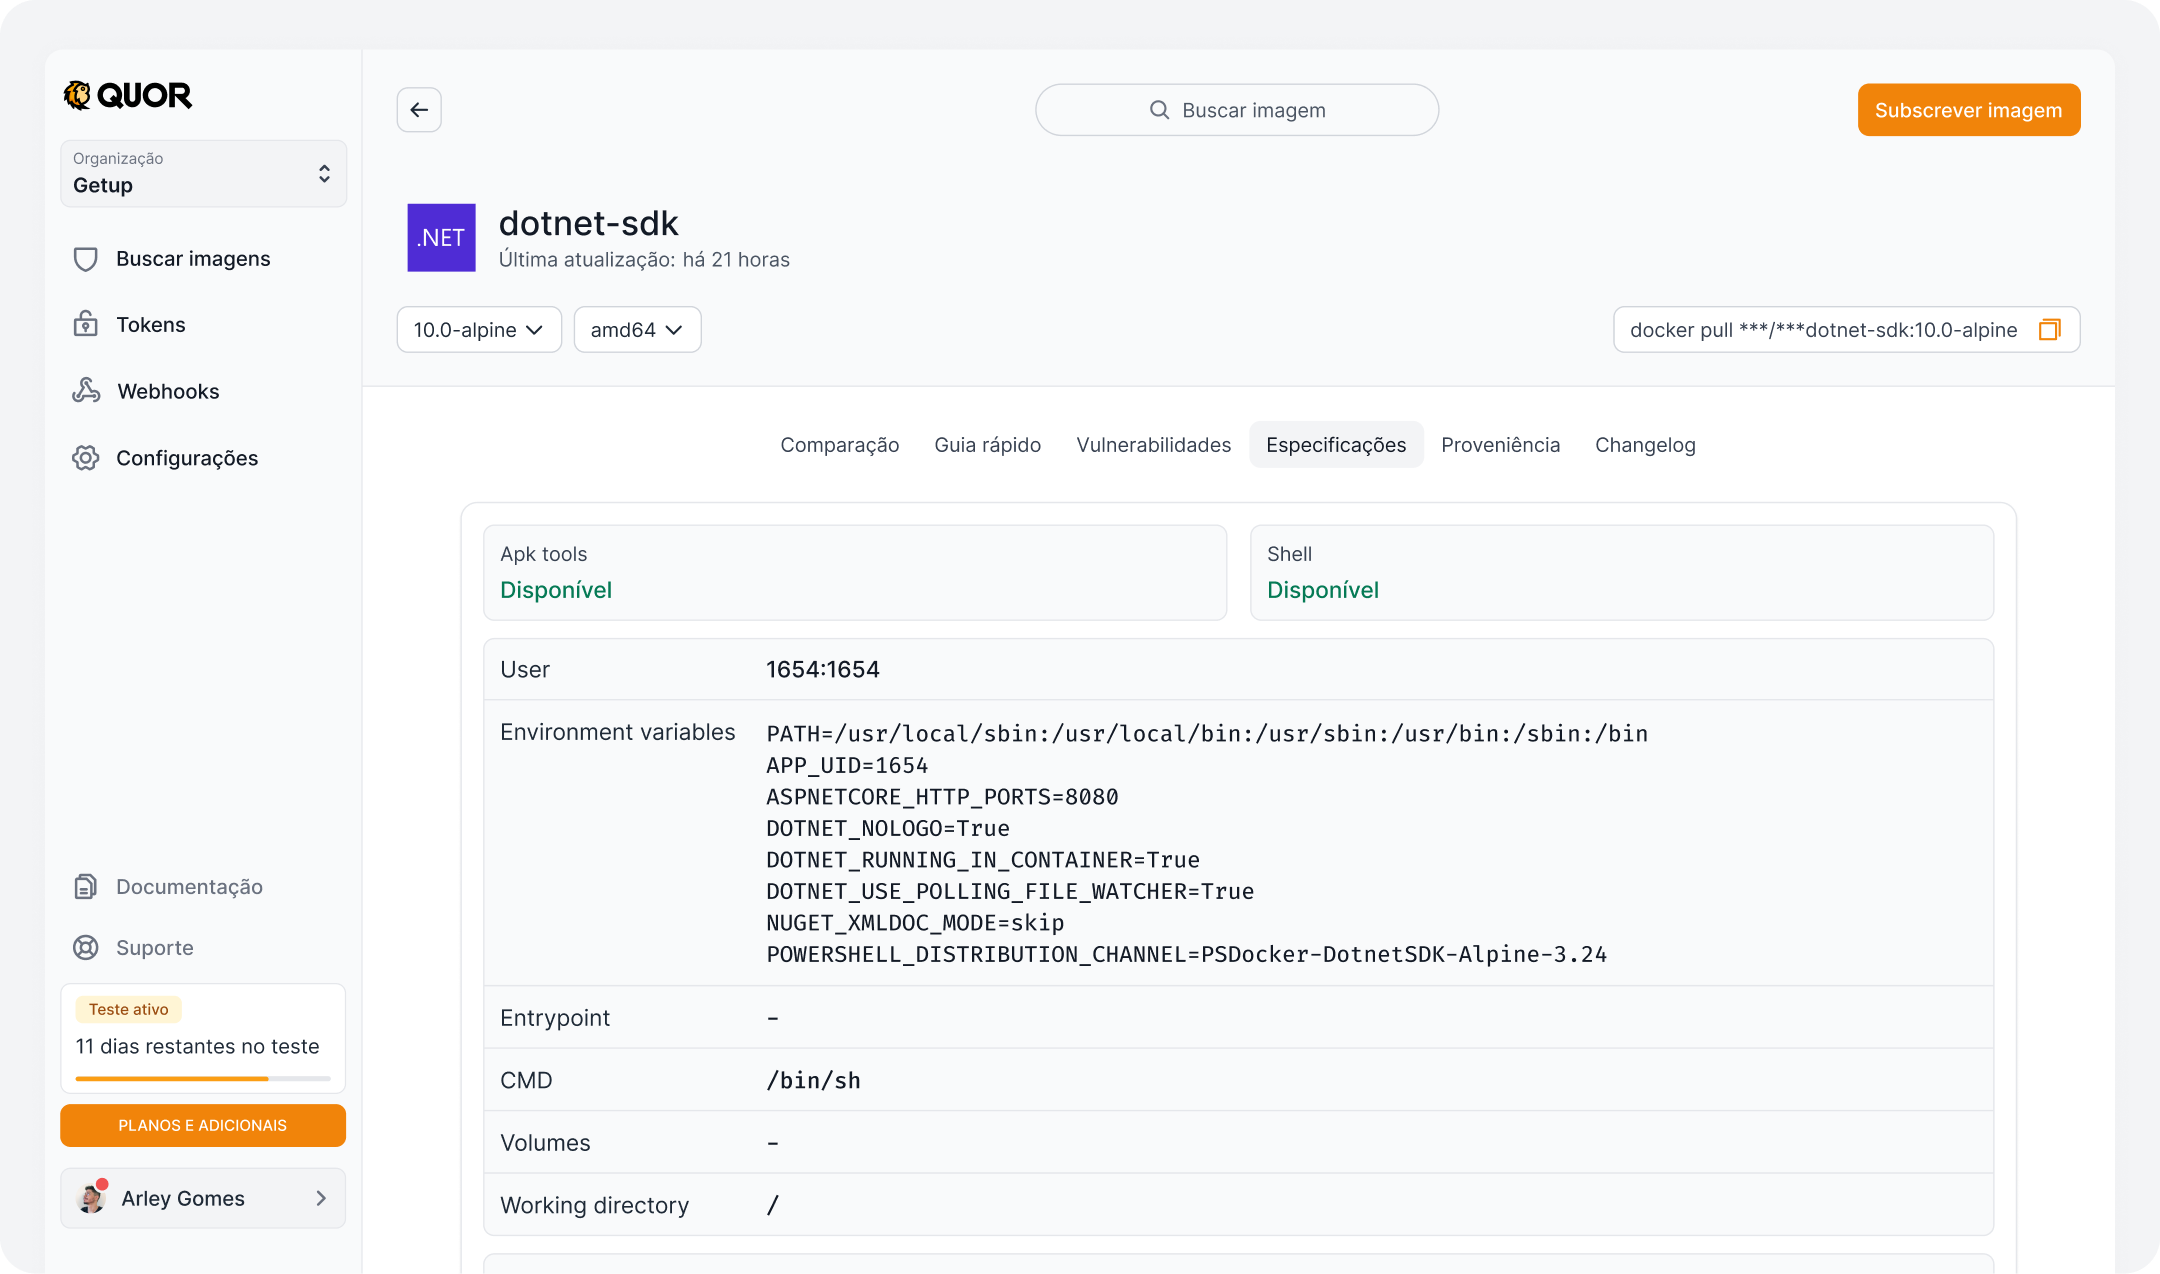 QUOR
Organização
Getup
Buscar imagens
Tokens
Webhooks
Configurações
Documentação
Suporte
Teste ativo
11 dias restantes no teste
PLANOS E ADICIONAIS
Arley Gomes
Buscar imagem
Subscrever imagem
.NET
dotnet-sdk
Última atualização: há 21 horas
10.0-alpine
amd64
docker pull ***/***dotnet-sdk:10.0-alpine
Comparação
Guia rápido
Vulnerabilidades
Especificações
Proveniência
Changelog
Apk tools
Disponível
Shell
Disponível
User 1654:1654
Environment variables PATH=/usr/local/sbin:/usr/local/bin:/usr/sbin:/usr/bin:/sbin:/bin
APP_UID=1654
ASPNETCORE_HTTP_PORTS=8080
DOTNET_NOLOGO=True
DOTNET_RUNNING_IN_CONTAINER=True
DOTNET_USE_POLLING_FILE_WATCHER=True
NUGET_XMLDOC_MODE=skip
POWERSHELL_DISTRIBUTION_CHANNEL=PSDocker-DotnetSDK-Alpine-3.24
Entrypoint –
CMD /bin/sh
Volumes –
Working directory /